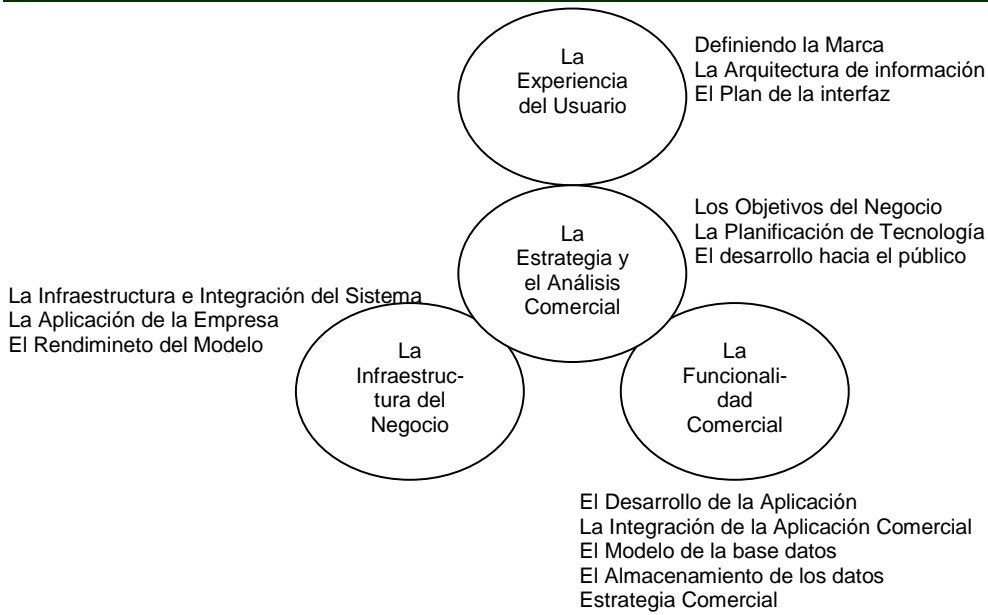 La
Experiencia
del Usuario
Definiendo la Marca
La Arquitectura de información
El Plan de la interfaz
La
Estrategia y
el Análisis
Comercial
Los Objetivos del Negocio
La Planificación de Tecnología
El desarrollo hacia el público
La Infraestructura e Integración del Sistema
La Aplicación de la Empresa
El Rendimineto del Modelo
La
Infraestruc-
tura del
Negocio
La
Funcionali-
dad
Comercial
El Desarrollo de la Aplicación
La Integración de la Aplicación Comercial
El Modelo de la base datos
El Almacenamiento de los datos
Estrategia Comercial